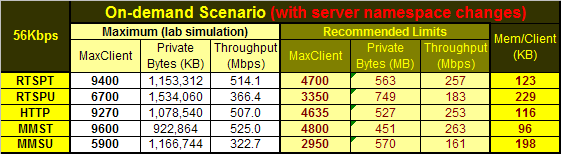 56Kbps
On-demand Scenario (with server namespace changes)
Maximum (lab simulation) Recommended Limits Mem/Client (KB)
MaxClient Private Bytes (KB) Throughput (Mbps) MaxClient Private Bytes (MB) Throughput (Mbps)
RTSPT 9400 1,153,312 514.1 4700 563 257 123
RTSPU 6700 1,534,060 366.4 3350 749 183 229
HTTP 9270 1,078,540 507.0 4635 527 253 116
MMST 9600 922,864 525.0 4800 451 263 96
MMSU 5900 1,166,744 322.7 2950 570 161 198